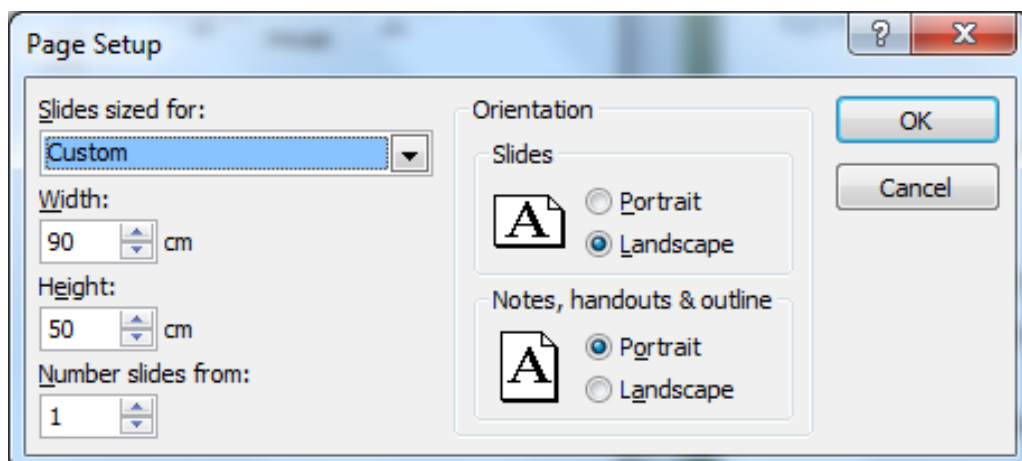 Page Setup
Slides sized for:
Custom
Width:
90 cm
Height:
50 cm
Number slides from:
1
Orientation
Slides
A
Portrait
Landscape
Notes, handouts & outline
A
Portrait
Landscape
?
X
OK
Cancel